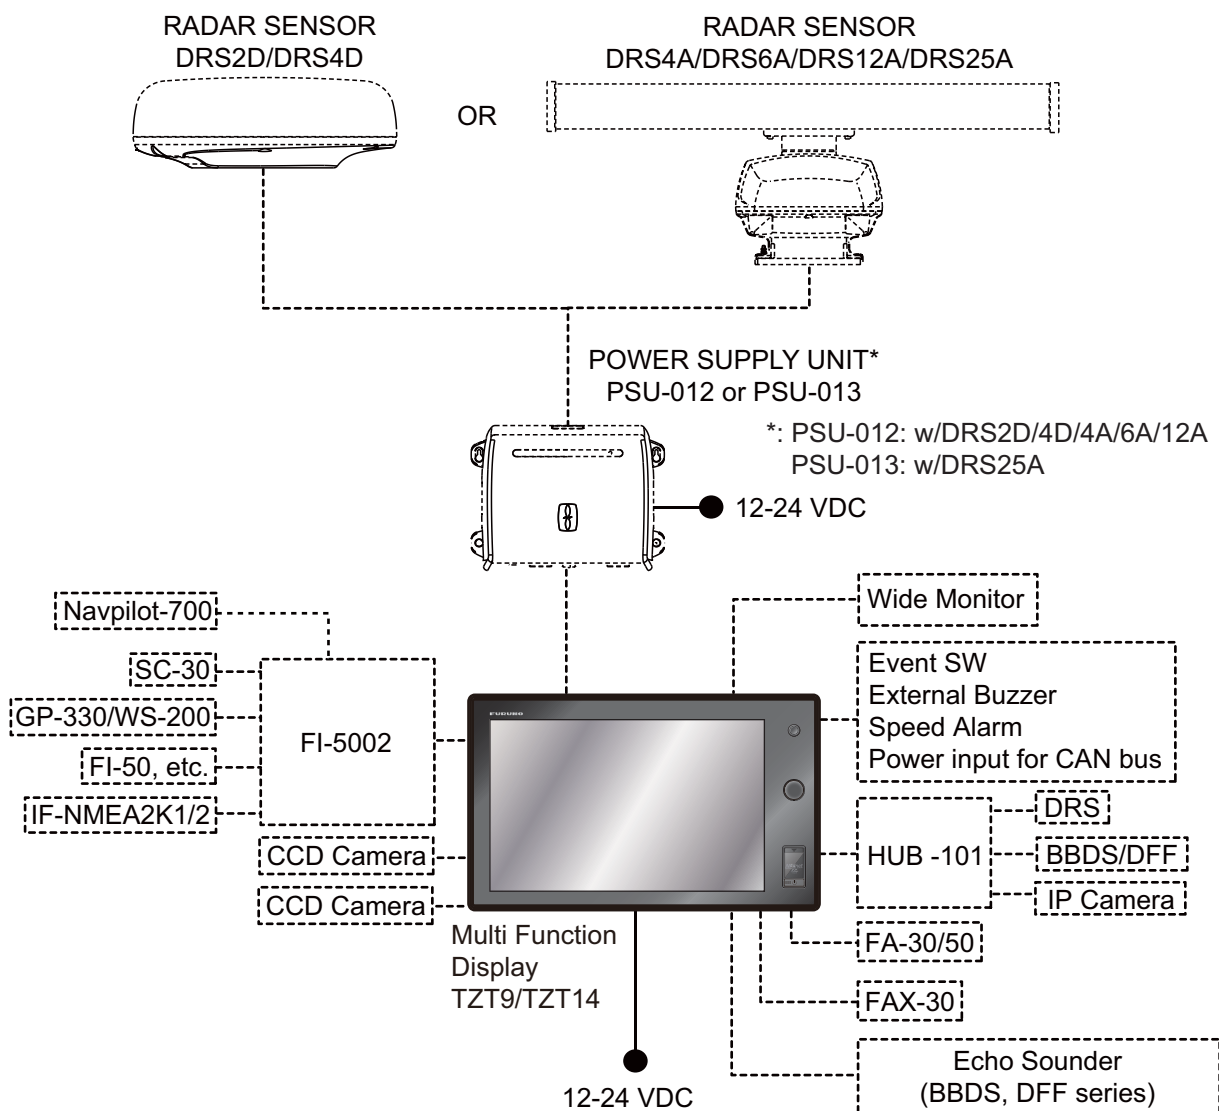 RADAR SENSOR
DRS2D/DRS4D
OR
RADAR SENSOR
DRS4A/DRS6A/DRS12A/DRS25A
POWER SUPPLY UNIT*
PSU-012 or PSU-013
*: PSU-012: w/DRS2D/4D/4A/6A/12A
PSU-013: w/DRS25A
12-24 VDC
Navpilot-700
SC-30
GP-330/WS-200
FI-50, etc.
IF-NMEA2K1/2
FI-5002
CCD Camera
CCD Camera
FURUNO
Multi Function
Display
TZT9/TZT14
12-24 VDC
Wide Monitor
Event SW
External Buzzer
Speed Alarm
Power input for CAN bus
HUB -101
DRS
BBDS/DFF
IP Camera
FA-30/50
FAX-30
Echo Sounder
(BBDS, DFF series)